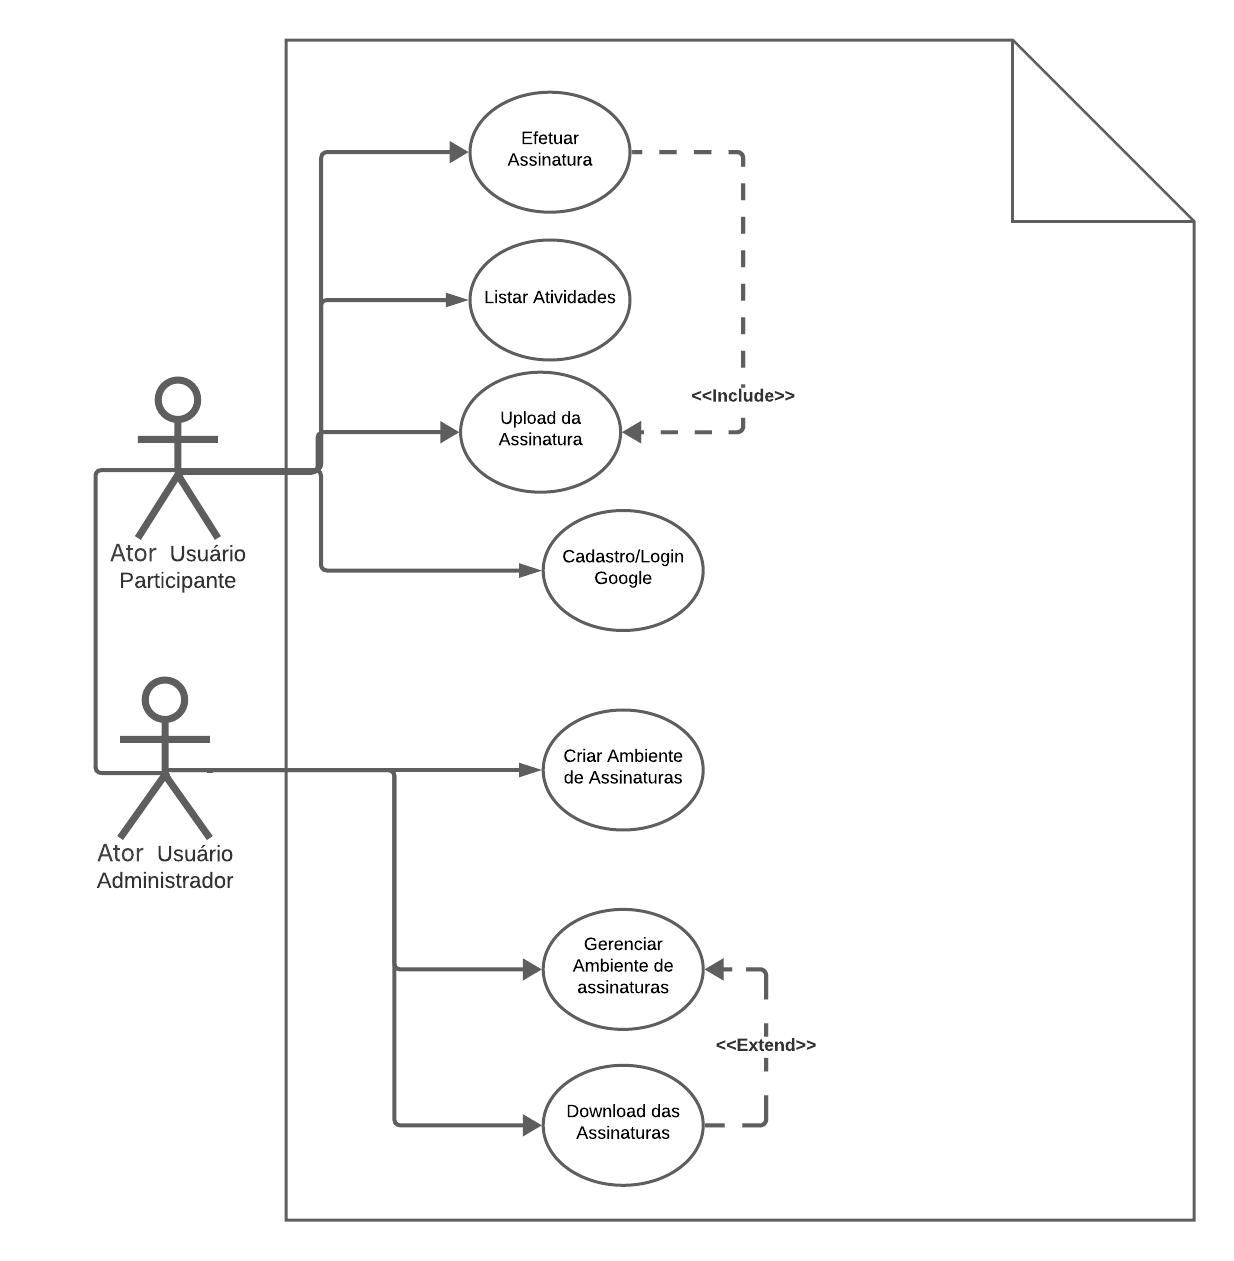 Efetuar
Assinatura
Listar Atividades
<<Include>>
Upload da
Assinatura
Ator Usuário
Participante
Cadastro/Login
Google
Criar Ambiente
de Assinaturas
Ator Usuário
Administrador
Gerenciar
Ambiente de
assinaturas
<<Extend>>
Download das
Assinaturas